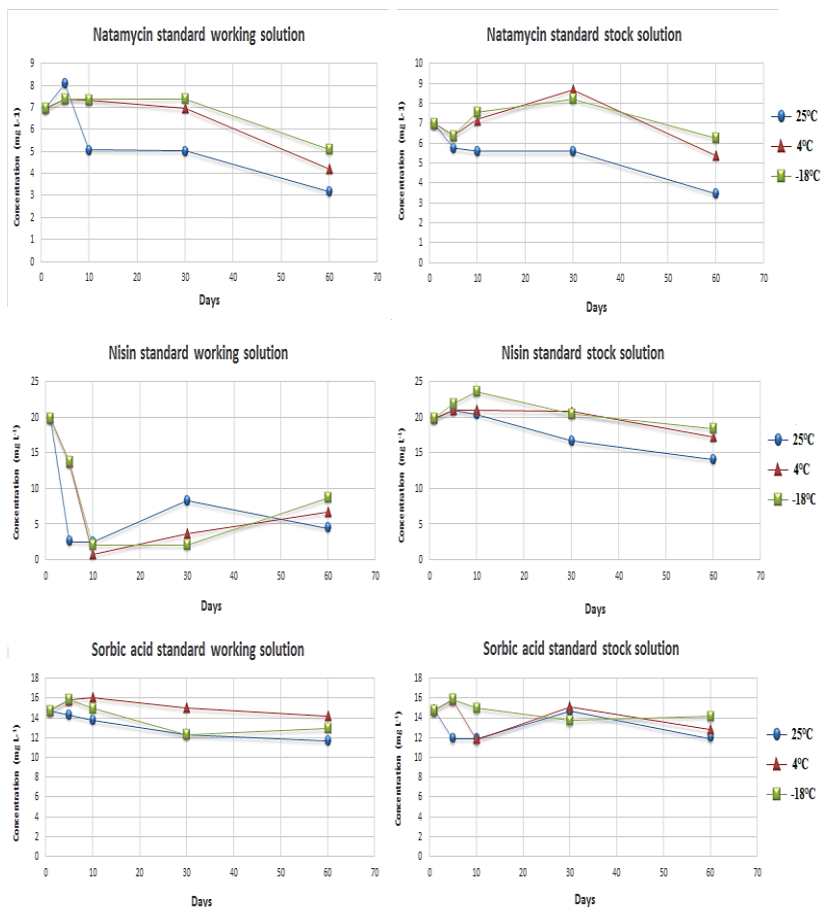 Natamycin standard working solution
Concentration (mg L-1)
9
8
7
6
5
4
3
2
1
0
0 10 20 30 40 50 60 70
Days
Natamycin standard stock solution
Concentration (mg L-1)
10
9
8
7
6
5
4
3
2
1
0
0 10 20 30 40 50 60 70
Days
25ºC
4ºC
-18ºC
Nisin standard working solution
Concentration (mg L-1)
25
20
15
10
5
0
0 10 20 30 40 50 60 70
Days
Nisin standard stock solution
Concentration (mg L-1)
25
20
15
10
5
0
0 10 20 30 40 50 60 70
Days
25ºC
4ºC
-18ºC
Sorbic acid standard working solution
Concentration (mg L-1)
18
16
14
12
10
8
6
4
2
0
0 10 20 30 40 50 60 70
Days
Sorbic acid standard stock solution
Concentration (mg L-1)
18
16
14
12
10
8
6
4
2
0
0 10 20 30 40 50 60 70
Days
25ºC
4ºC
-18ºC